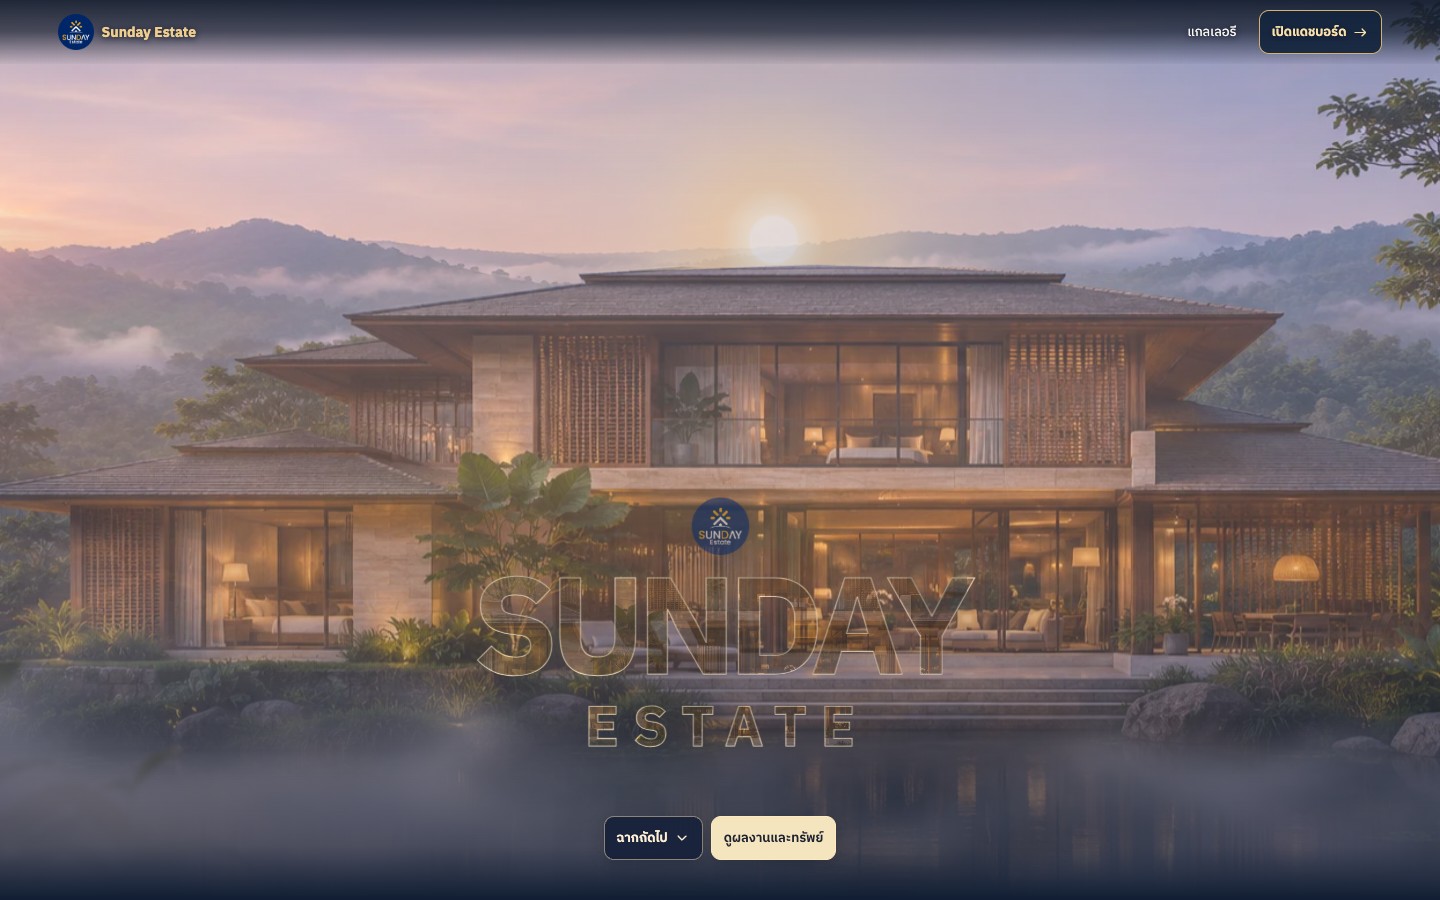 SUNDAY
Estate
Sunday Estate
แกลเลอรี
เปิดแดชบอร์ด
SUNDAY
Estate
SUNDAY
ESTATE
ฉากถัดไป
ดูผลงานและทรัพย์